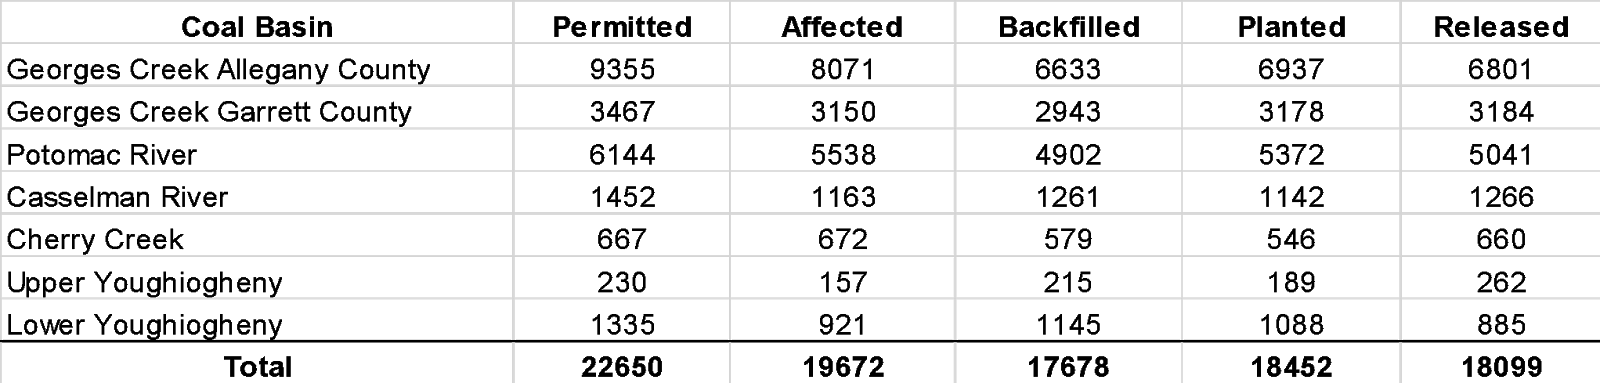 Coal Basin Permitted Affected Backfilled Planted Released
Georges Creek Allegany County 9355 8071 6633 6937 6801
Georges Creek Garrett County 3467 3150 2943 3178 3184
Potomac River 6144 5538 4902 5372 5041
Casselman River 1452 1163 1261 1142 1266
Cherry Creek 667 672 579 546 660
Upper Youghiogheny 230 157 215 189 262
Lower Youghiogheny 1335 921 1145 1088 885
Total 22650 19672 17678 18452 18099